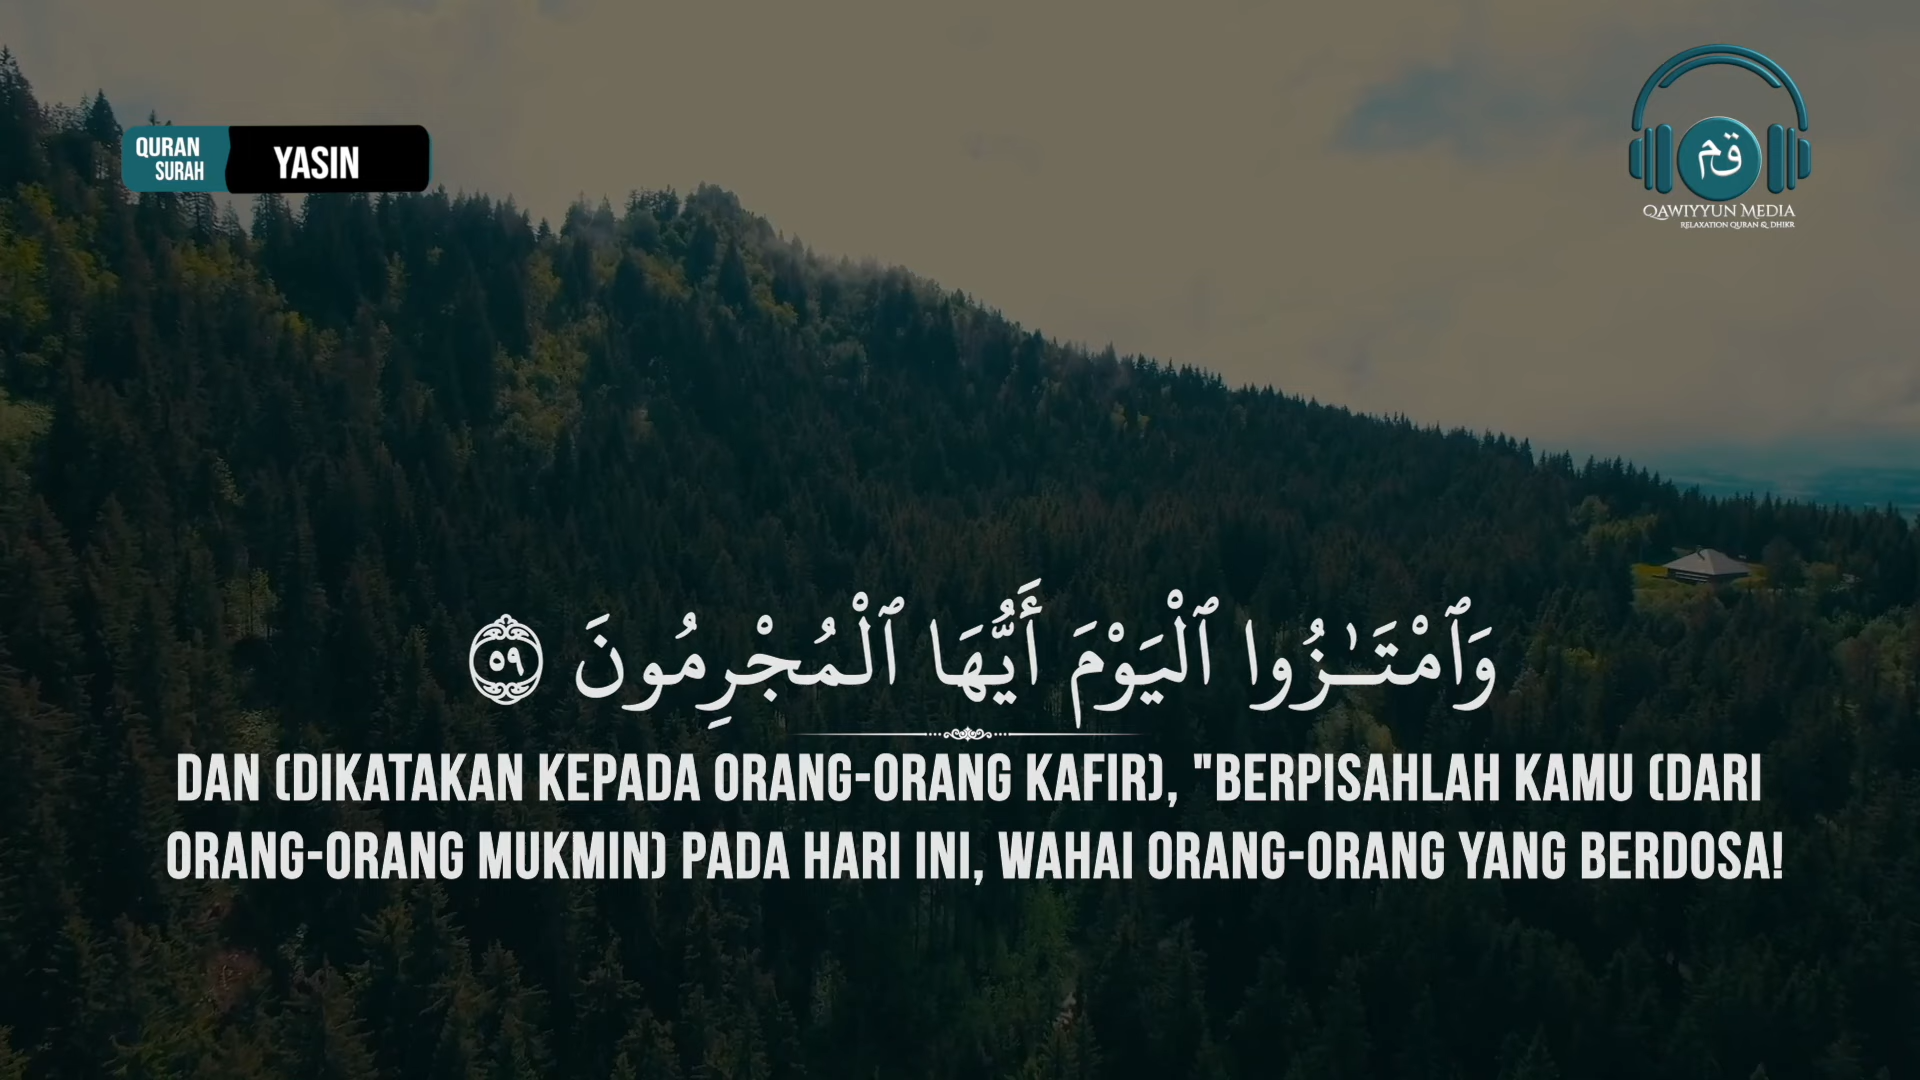 QURAN
SURAH
YASIN
قم
QAWIYYUN MEDIA
RELAXATION QURAN & DHIKR
وَٱمْتَـٰزُوا ٱلْيَوْمَ أَيُّهَا ٱلْمُجْرِمُونَ ٥٩
DAN (DIKATAKAN KEPADA ORANG-ORANG KAFIR), "BERPISAHLAH KAMU (DARI
ORANG-ORANG MUKMIN) PADA HARI INI, WAHAI ORANG-ORANG YANG BERDOSA!